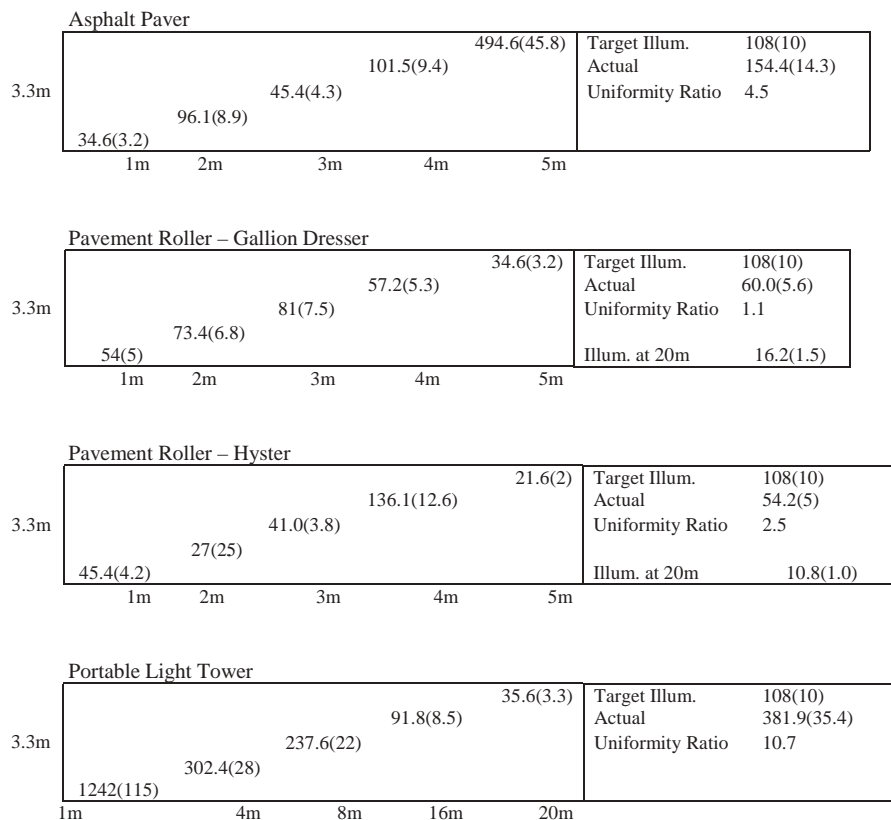 Asphalt Paver
494.6(45.8) Target Illum. 108(10)
101.5(9.4) Actual 154.4(14.3)
3.3m 45.4(4.3) Uniformity Ratio 4.5
96.1(8.9)
34.6(3.2)
1m 2m 3m 4m 5m
Pavement Roller – Gallion Dresser
34.6(3.2) Target Illum. 108(10)
57.2(5.3) Actual 60.0(5.6)
3.3m 81(7.5) Uniformity Ratio 1.1
73.4(6.8)
54(5) Illum. at 20m 16.2(1.5)
1m 2m 3m 4m 5m
Pavement Roller – Hyster
21.6(2) Target Illum. 108(10)
136.1(12.6) Actual 54.2(5)
3.3m 41.0(3.8) Uniformity Ratio 2.5
27(25)
45.4(4.2) Illum. at 20m 10.8(1.0)
1m 2m 3m 4m 5m
Portable Light Tower
35.6(3.3) Target Illum. 108(10)
91.8(8.5) Actual 381.9(35.4)
3.3m 237.6(22) Uniformity Ratio 10.7
302.4(28)
1242(115)
1m 4m 8m 16m 20m